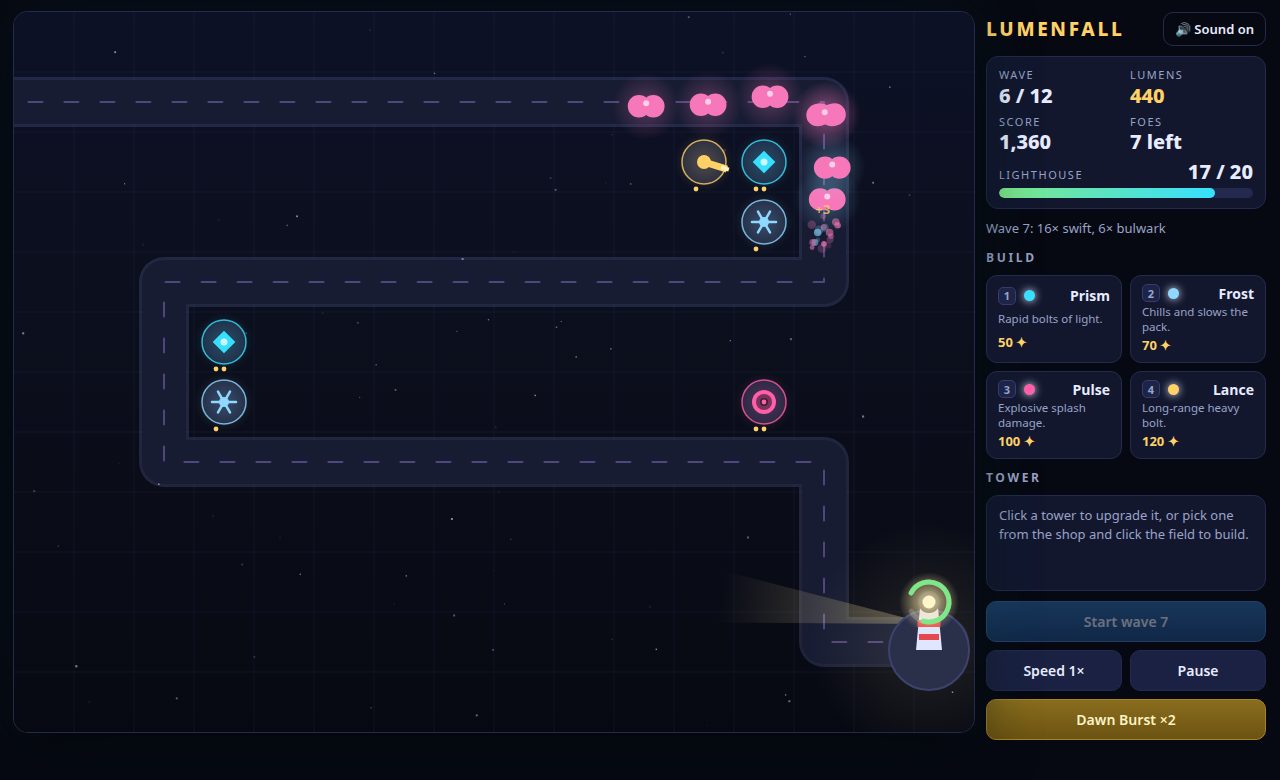 LUMENFALL
🔊 Sound on
WAVE
6 / 12
LUMENS
440
SCORE
1,360
FOES
7 left
LIGHTHOUSE
17 / 20
Wave 7: 16× swift, 6× bulwark
BUILD
1 Prism
Rapid bolts of light.
50 ✦
2 Frost
Chills and slows the
pack.
70 ✦
3 Pulse
Explosive splash
damage.
100 ✦
4 Lance
Long-range heavy
bolt.
120 ✦
TOWER
Click a tower to upgrade it, or pick one
from the shop and click the field to build.
Start wave 7
Speed 1×
Pause
Dawn Burst ×2
+3